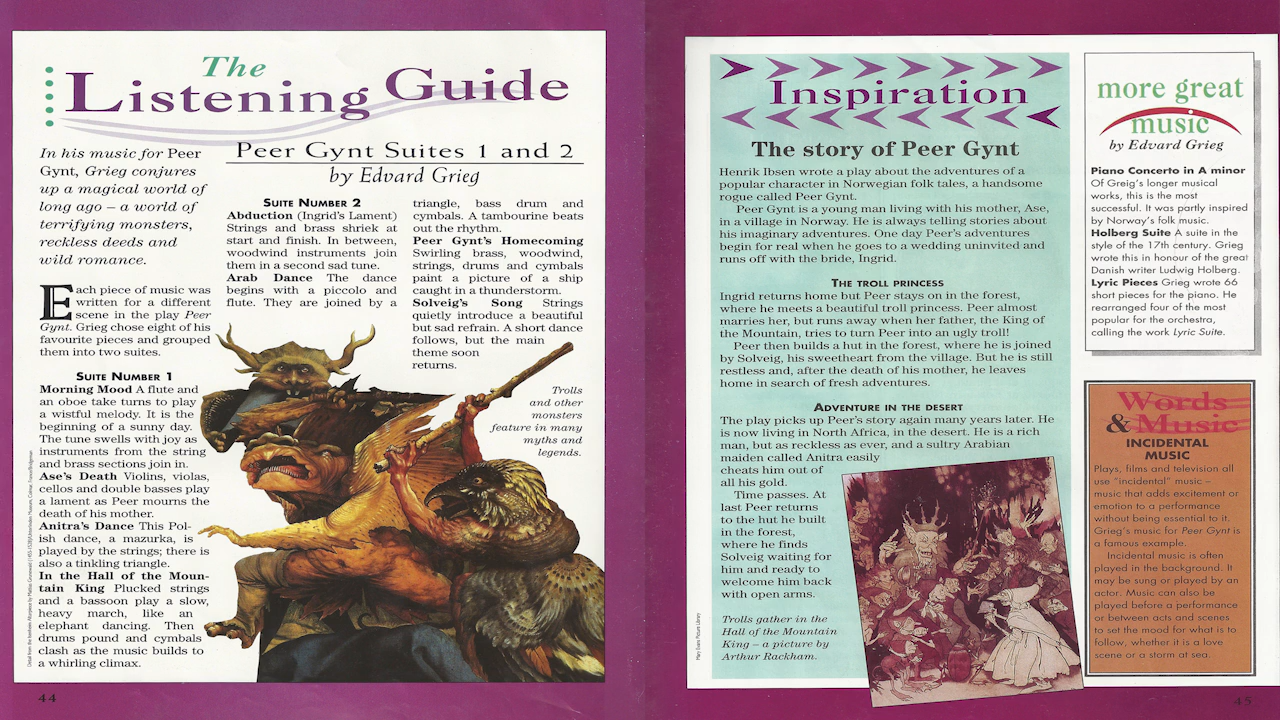 The
Listening Guide
Peer Gynt Suites 1 and 2
by Edvard Grieg
In his music for Peer
Gynt, Grieg conjures
up a magical world of
long ago – a world of
terrifying monsters,
reckless deeds and
wild romance.
Each piece of music was
written for a different
scene in the play Peer
Gynt. Grieg chose eight of his
favourite pieces and grouped
them into two suites.
SUITE NUMBER 1
Morning Mood A flute and
an oboe take turns to play
a wistful melody. It is the
beginning of a sunny day.
The tune swells with joy as
instruments from the string
and brass sections join in.
Ase's Death Violins, violas,
cellos and double basses play
a lament as Peer mourns the
death of his mother.
Anitra's Dance This Pol-
ish dance, a mazurka, is
played by the strings; there is
also a tinkling triangle.
In the Hall of the Moun-
tain King Plucked strings
and a bassoon play a slow,
heavy march, like an
elephant dancing. Then
drums pound and cymbals
clash as the music builds to
a whirling climax.
SUITE NUMBER 2
Abduction (Ingrid's Lament)
Strings and brass shriek at
start and finish. In between,
woodwind instruments join
them in a second sad tune.
Arab Dance The dance
begins with a piccolo and
flute. They are joined by a
triangle, bass drum and
cymbals. A tambourine beats
out the rhythm.
Peer Gynt's Homecoming
Swirling brass, woodwind,
strings, drums and cymbals
paint a picture of a ship
caught in a thunderstorm.
Solveig's Song Strings
quietly introduce a beautiful
but sad refrain. A short dance
follows, but the main
theme soon
returns.
Trolls
and other
monsters
feature in many
myths and
legends.
44
Inspiration
The story of Peer Gynt
Henrik Ibsen wrote a play about the adventures of a
popular character in Norwegian folk tales, a handsome
rogue called Peer Gynt.
Peer Gynt is a young man living with his mother, Ase,
in a village in Norway. He is always telling stories about
his imaginary adventures. One day Peer's adventures
begin for real when he goes to a wedding uninvited and
runs off with the bride, Ingrid.
THE TROLL PRINCESS
Ingrid returns home but Peer stays on in the forest,
where he meets a beautiful troll princess. Peer almost
marries her, but runs away when her father, the King of
the Mountain, tries to turn Peer into an ugly troll!
Peer then builds a hut in the forest, where he is joined
by Solveig, his sweetheart from the village. But he is still
restless and, after the death of his mother, he leaves
home in search of fresh adventures.
ADVENTURE IN THE DESERT
The play picks up Peer's story again many years later. He
is now living in North Africa, in the desert. He is a rich
man, but as reckless as ever, and a sultry Arabian
maiden called Anitra easily
cheats him out of
all his gold.
Time passes. At
last Peer returns
to the hut he built
in the forest,
where he finds
Solveig waiting for
him and ready to
welcome him back
with open arms.
Trolls gather in the
Hall of the Mountain
King – a picture by
Arthur Rackham.
Mary Evans Picture Library
more great
music
by Edvard Grieg
Piano Concerto in A minor
Of Greig's longer musical
works, this is the most
successful. It was partly inspired
by Norway's folk music.
Holberg Suite A suite in the
style of the 17th century. Grieg
wrote this in honour of the great
Danish writer Ludwig Holberg.
Lyric Pieces Grieg wrote 66
short pieces for the piano. He
rearranged four of the most
popular for the orchestra,
calling the work Lyric Suite.
Words
& Music
INCIDENTAL
MUSIC
Plays, films and television all
use "incidental" music –
music that adds excitement or
emotion to a performance
without being essential to it.
Grieg's music for Peer Gynt is
a famous example.
Incidental music is often
played in the background. It
may be sung or played by an
actor. Music can also be
played before a performance
or between acts and scenes
to set the mood for what is to
follow, whether it is a love
scene or a storm at sea.
45